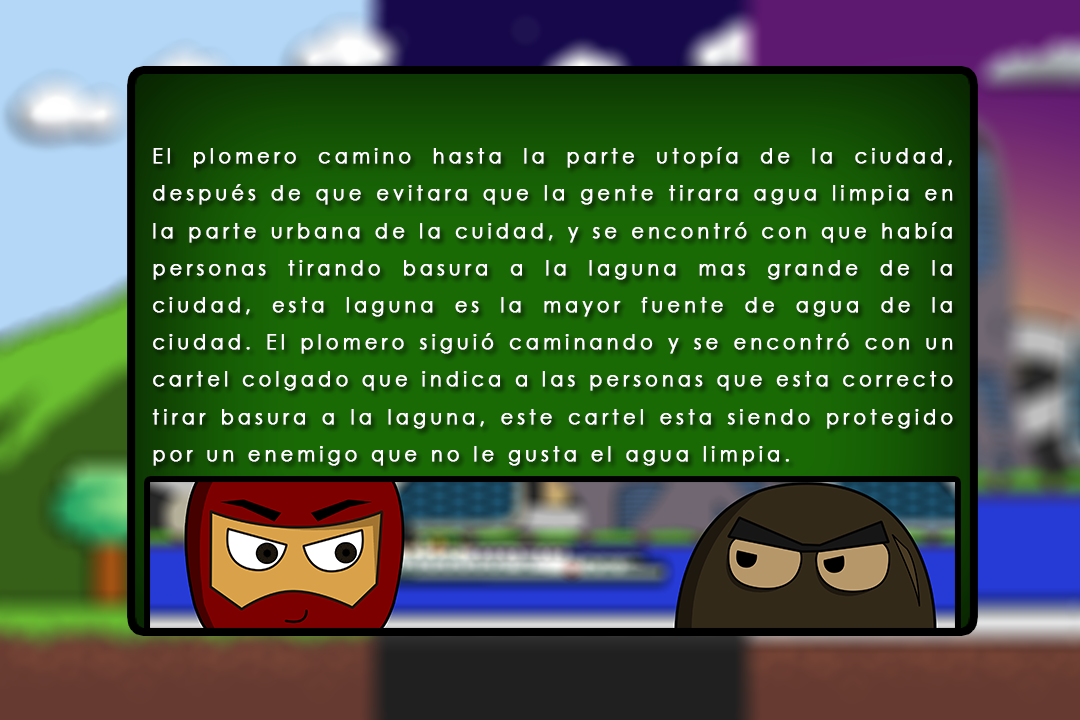 El plomero camino hasta la parte utopía de la ciudad,
después de que evitara que la gente tirara agua limpia en
la parte urbana de la cuidad, y se encontró con que había
personas tirando basura a la laguna mas grande de la
ciudad, esta laguna es la mayor fuente de agua de la
ciudad. El plomero siguió caminando y se encontró con un
cartel colgado que indica a las personas que esta correcto
tirar basura a la laguna, este cartel esta siendo protegido
por un enemigo que no le gusta el agua limpia.